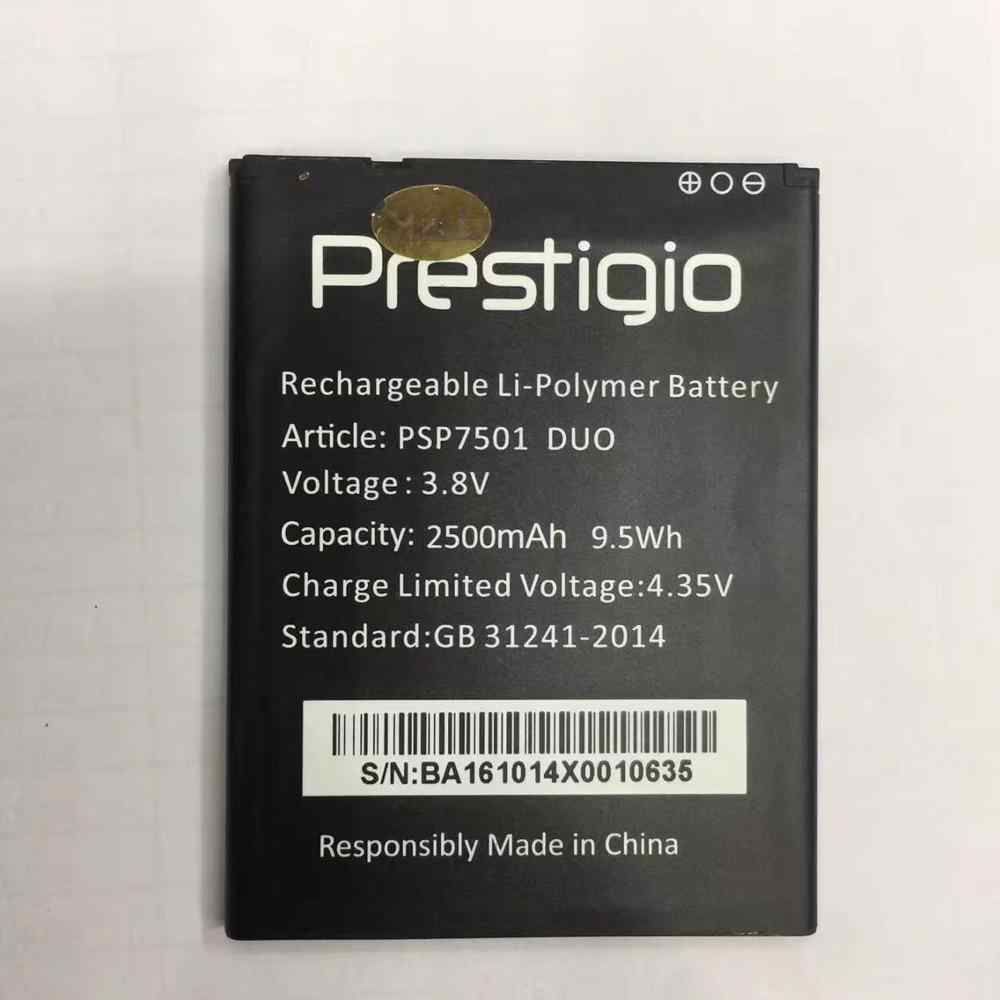 Prestigio
Rechargeable Li-Polymer Battery
Article: PSP7501 DUO
Voltage: 3.8V
Capacity: 2500mAh 9.5Wh
Charge Limited Voltage:4.35V
Standard:GB 31241-2014
S/N:BA161014X0010635
Responsibly Made in China